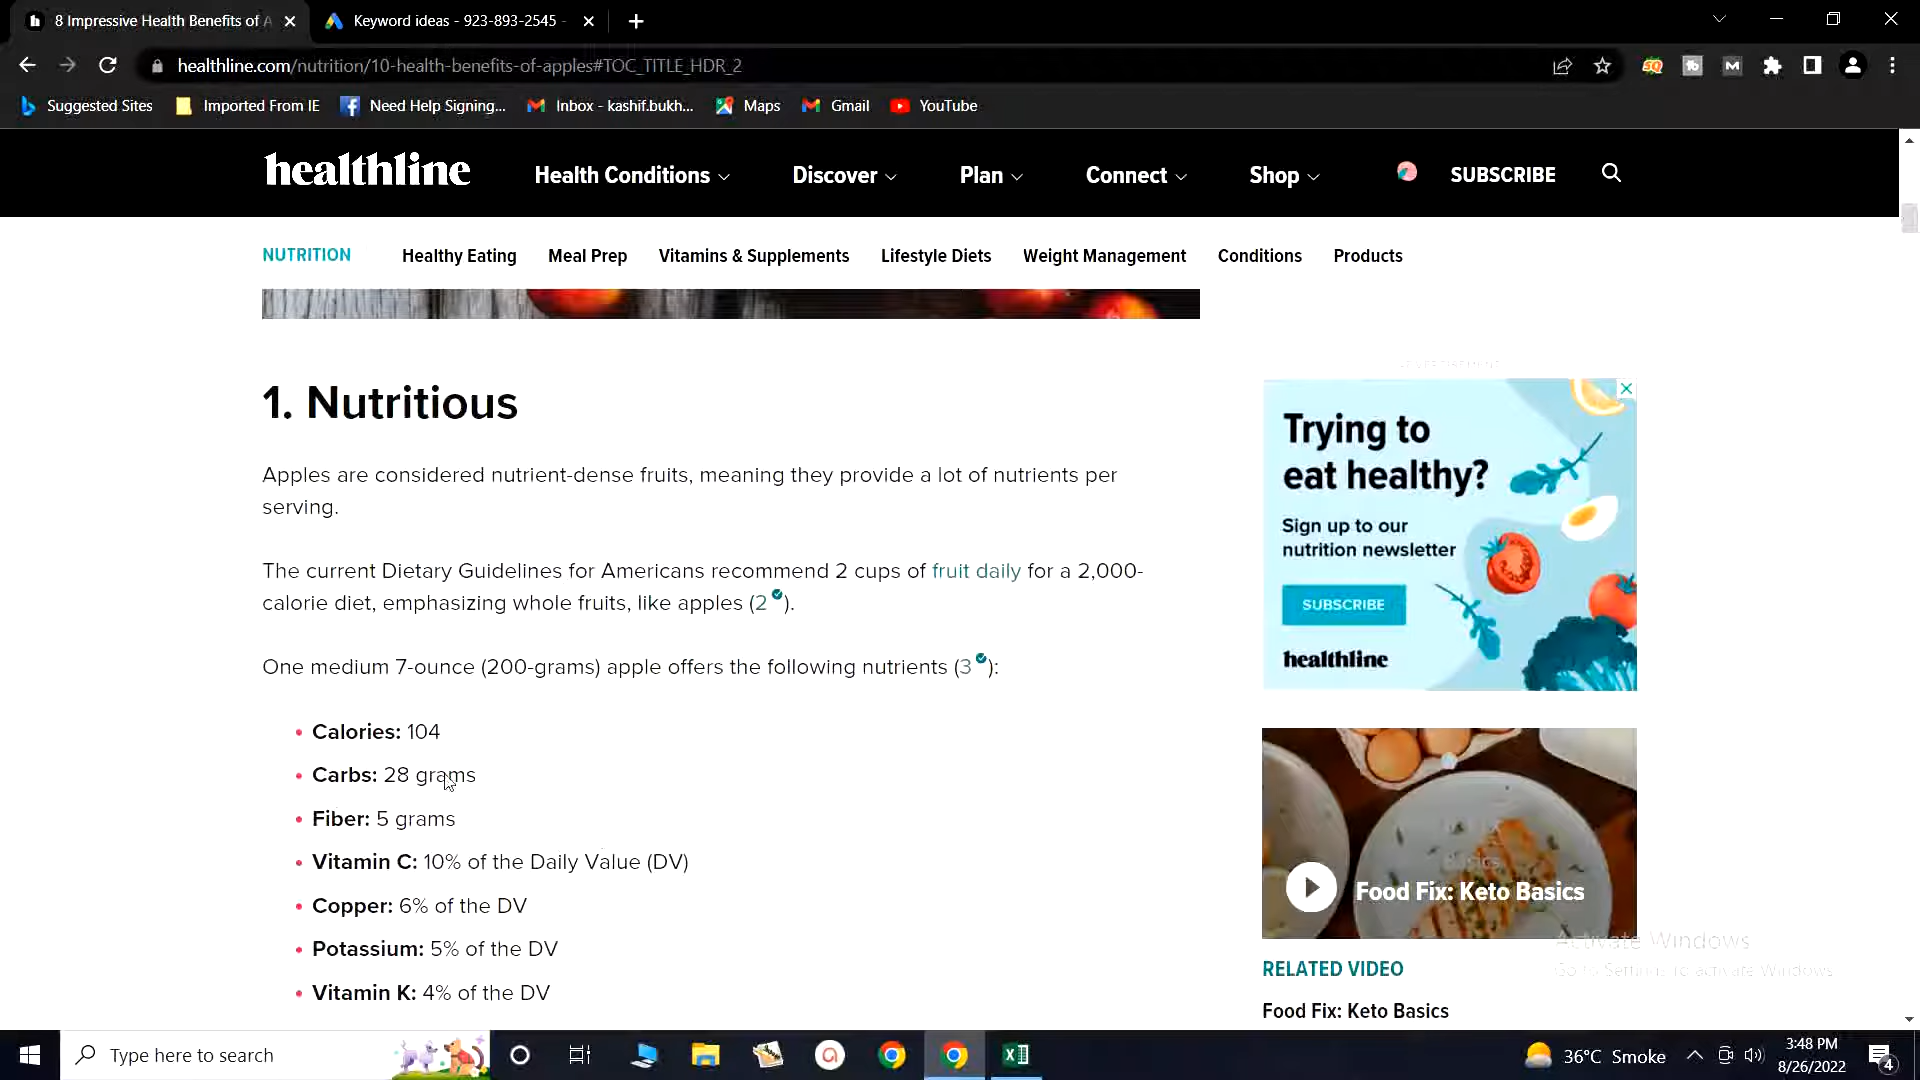 8 Impressive Health Benefits of A
Keyword ideas - 923-893-2545 -
healthline.com/nutrition/10-health-benefits-of-apples#TOC_TITLE_HDR_2
Suggested Sites
Imported From IE
Need Help Signing...
Inbox - kashif.bukh...
Maps
Gmail
YouTube
healthline
Health Conditions
Discover
Plan
Connect
Shop
SUBSCRIBE
NUTRITION
Healthy Eating
Meal Prep
Vitamins & Supplements
Lifestyle Diets
Weight Management
Conditions
Products
1. Nutritious
Apples are considered nutrient-dense fruits, meaning they provide a lot of nutrients per
serving.
The current Dietary Guidelines for Americans recommend 2 cups of fruit daily for a 2,000-
calorie diet, emphasizing whole fruits, like apples (2).
One medium 7-ounce (200-grams) apple offers the following nutrients (3):
• Calories: 104
• Carbs: 28 grams
• Fiber: 5 grams
• Vitamin C: 10% of the Daily Value (DV)
• Copper: 6% of the DV
• Potassium: 5% of the DV
• Vitamin K: 4% of the DV
ADVERTISEMENT
Trying to
eat healthy?
Sign up to our
nutrition newsletter
SUBSCRIBE
healthline
Food Fix: Keto Basics
RELATED VIDEO
Food Fix: Keto Basics
Activate Windows
Go to Settings to activate Windows.
Type here to search
36°C Smoke
3:48 PM
8/26/2022
4